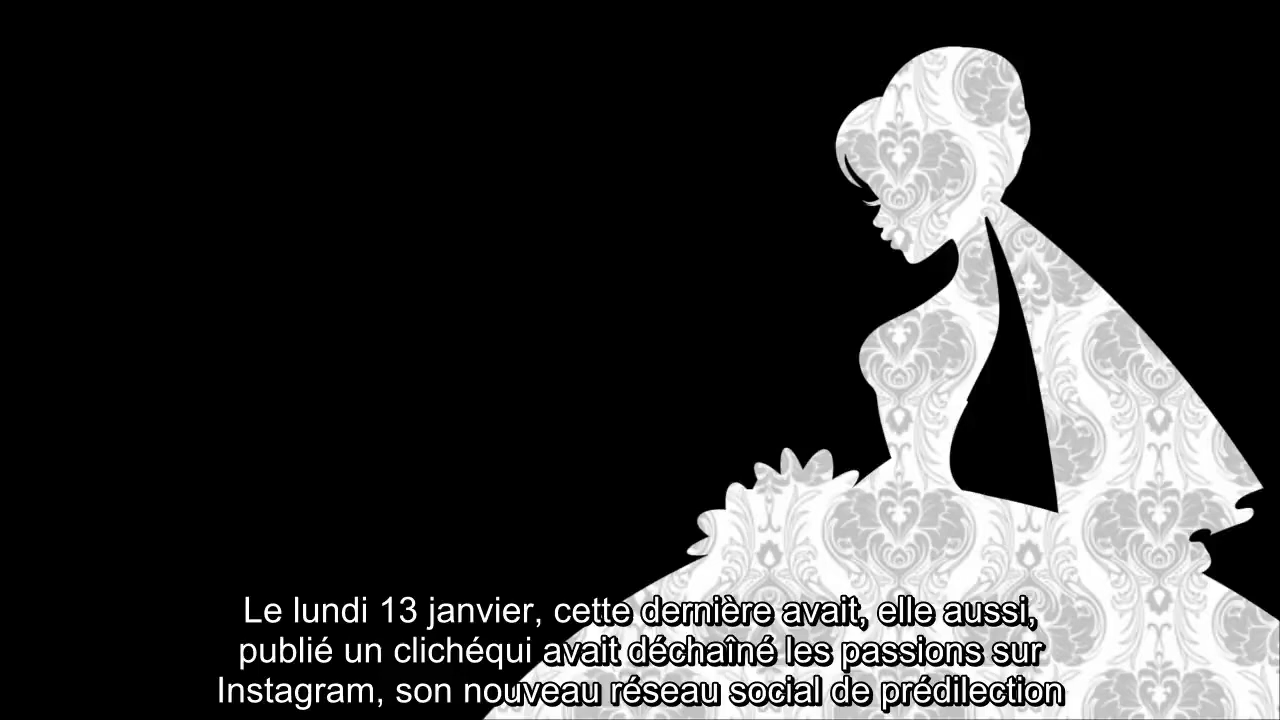 Le lundi 13 janvier, cette dernière avait, elle aussi,
publié un clichéqui avait déchaîné les passions sur
Instagram, son nouveau réseau social de prédilection